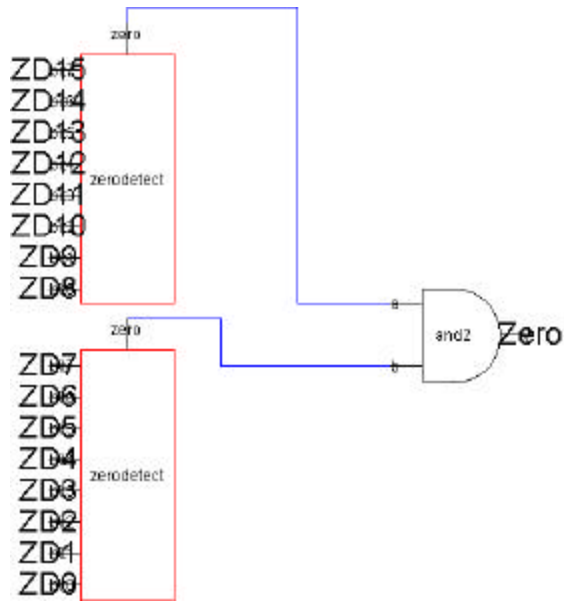 zero
ZD15
ZD14
ZD13
ZD12
ZD11
ZD10
ZD9
ZD8
zerodetect
a
b
and2
Zero
zero
ZD7
ZD6
ZD5
ZD4
ZD3
ZD2
ZD1
ZD0
zerodetect